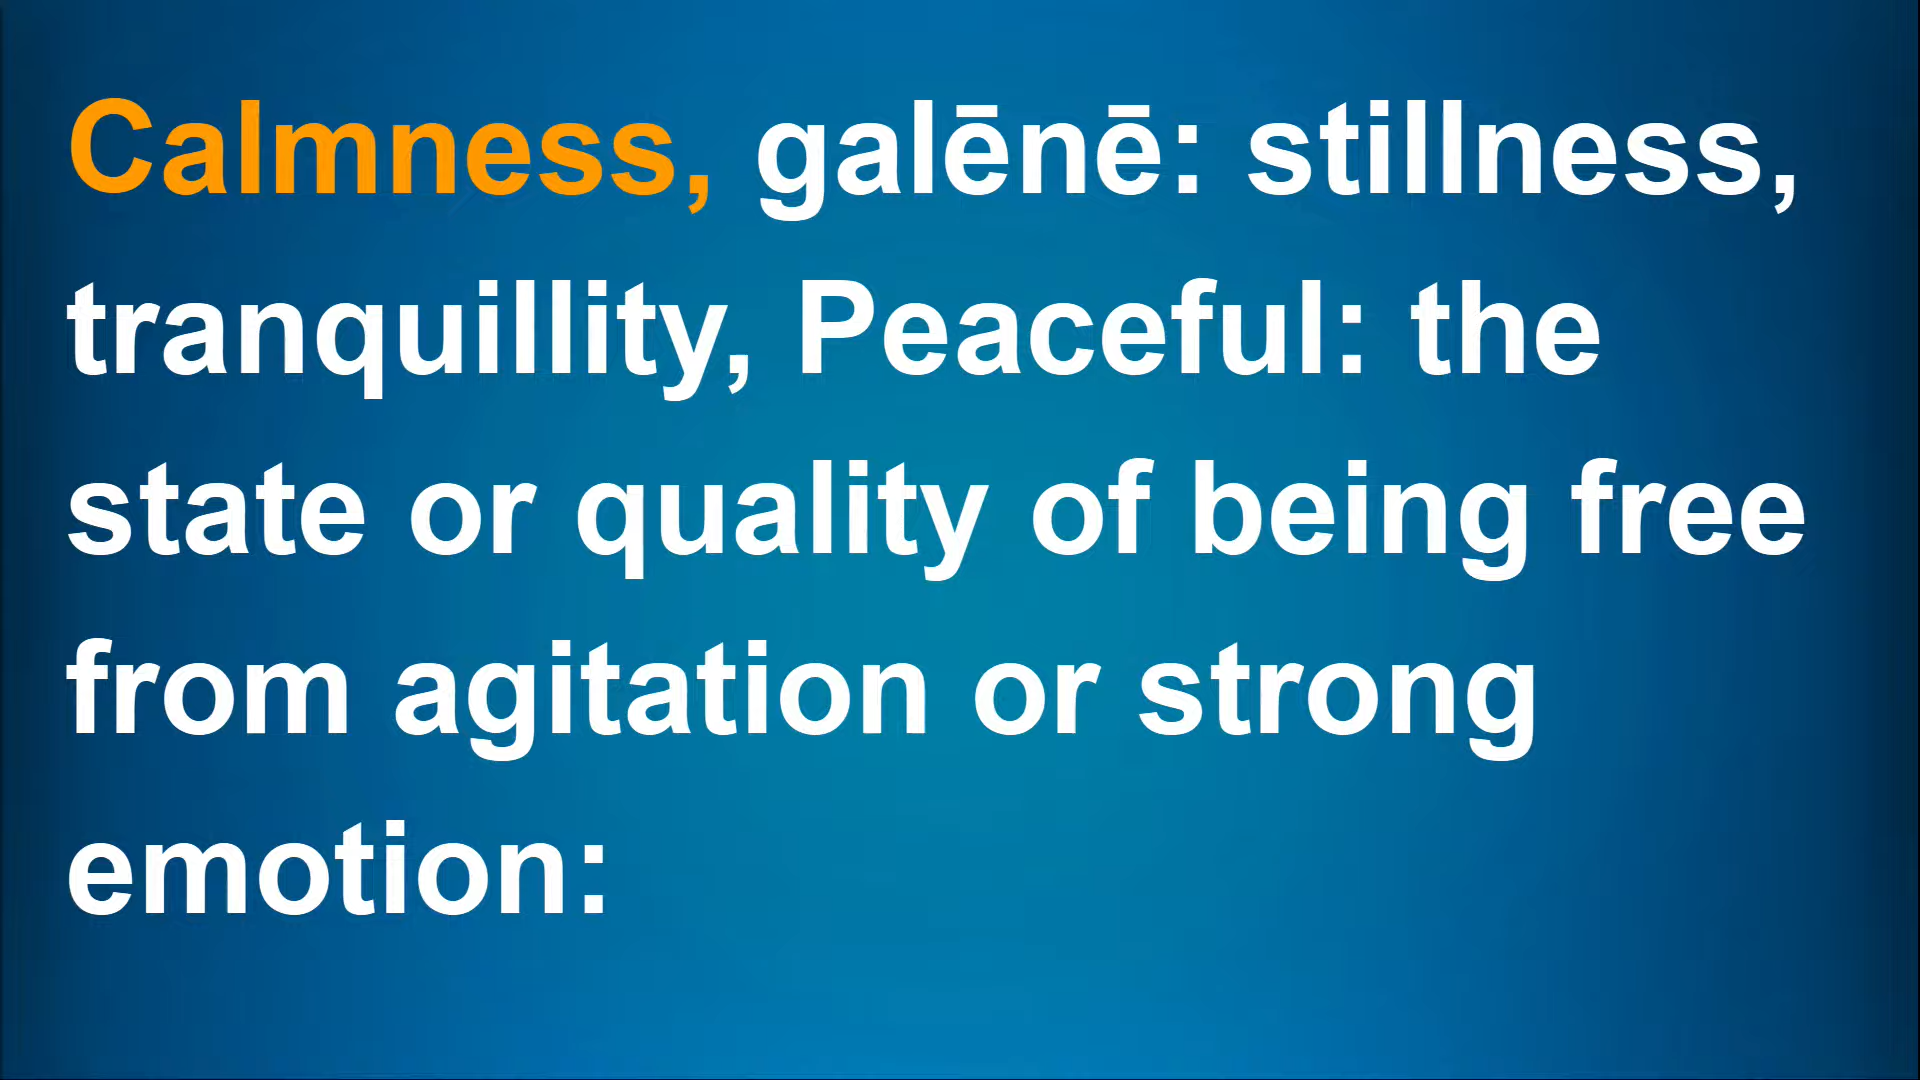 Calmness, galēnē: stillness,
tranquillity, Peaceful: the
state or quality of being free
from agitation or strong
emotion: